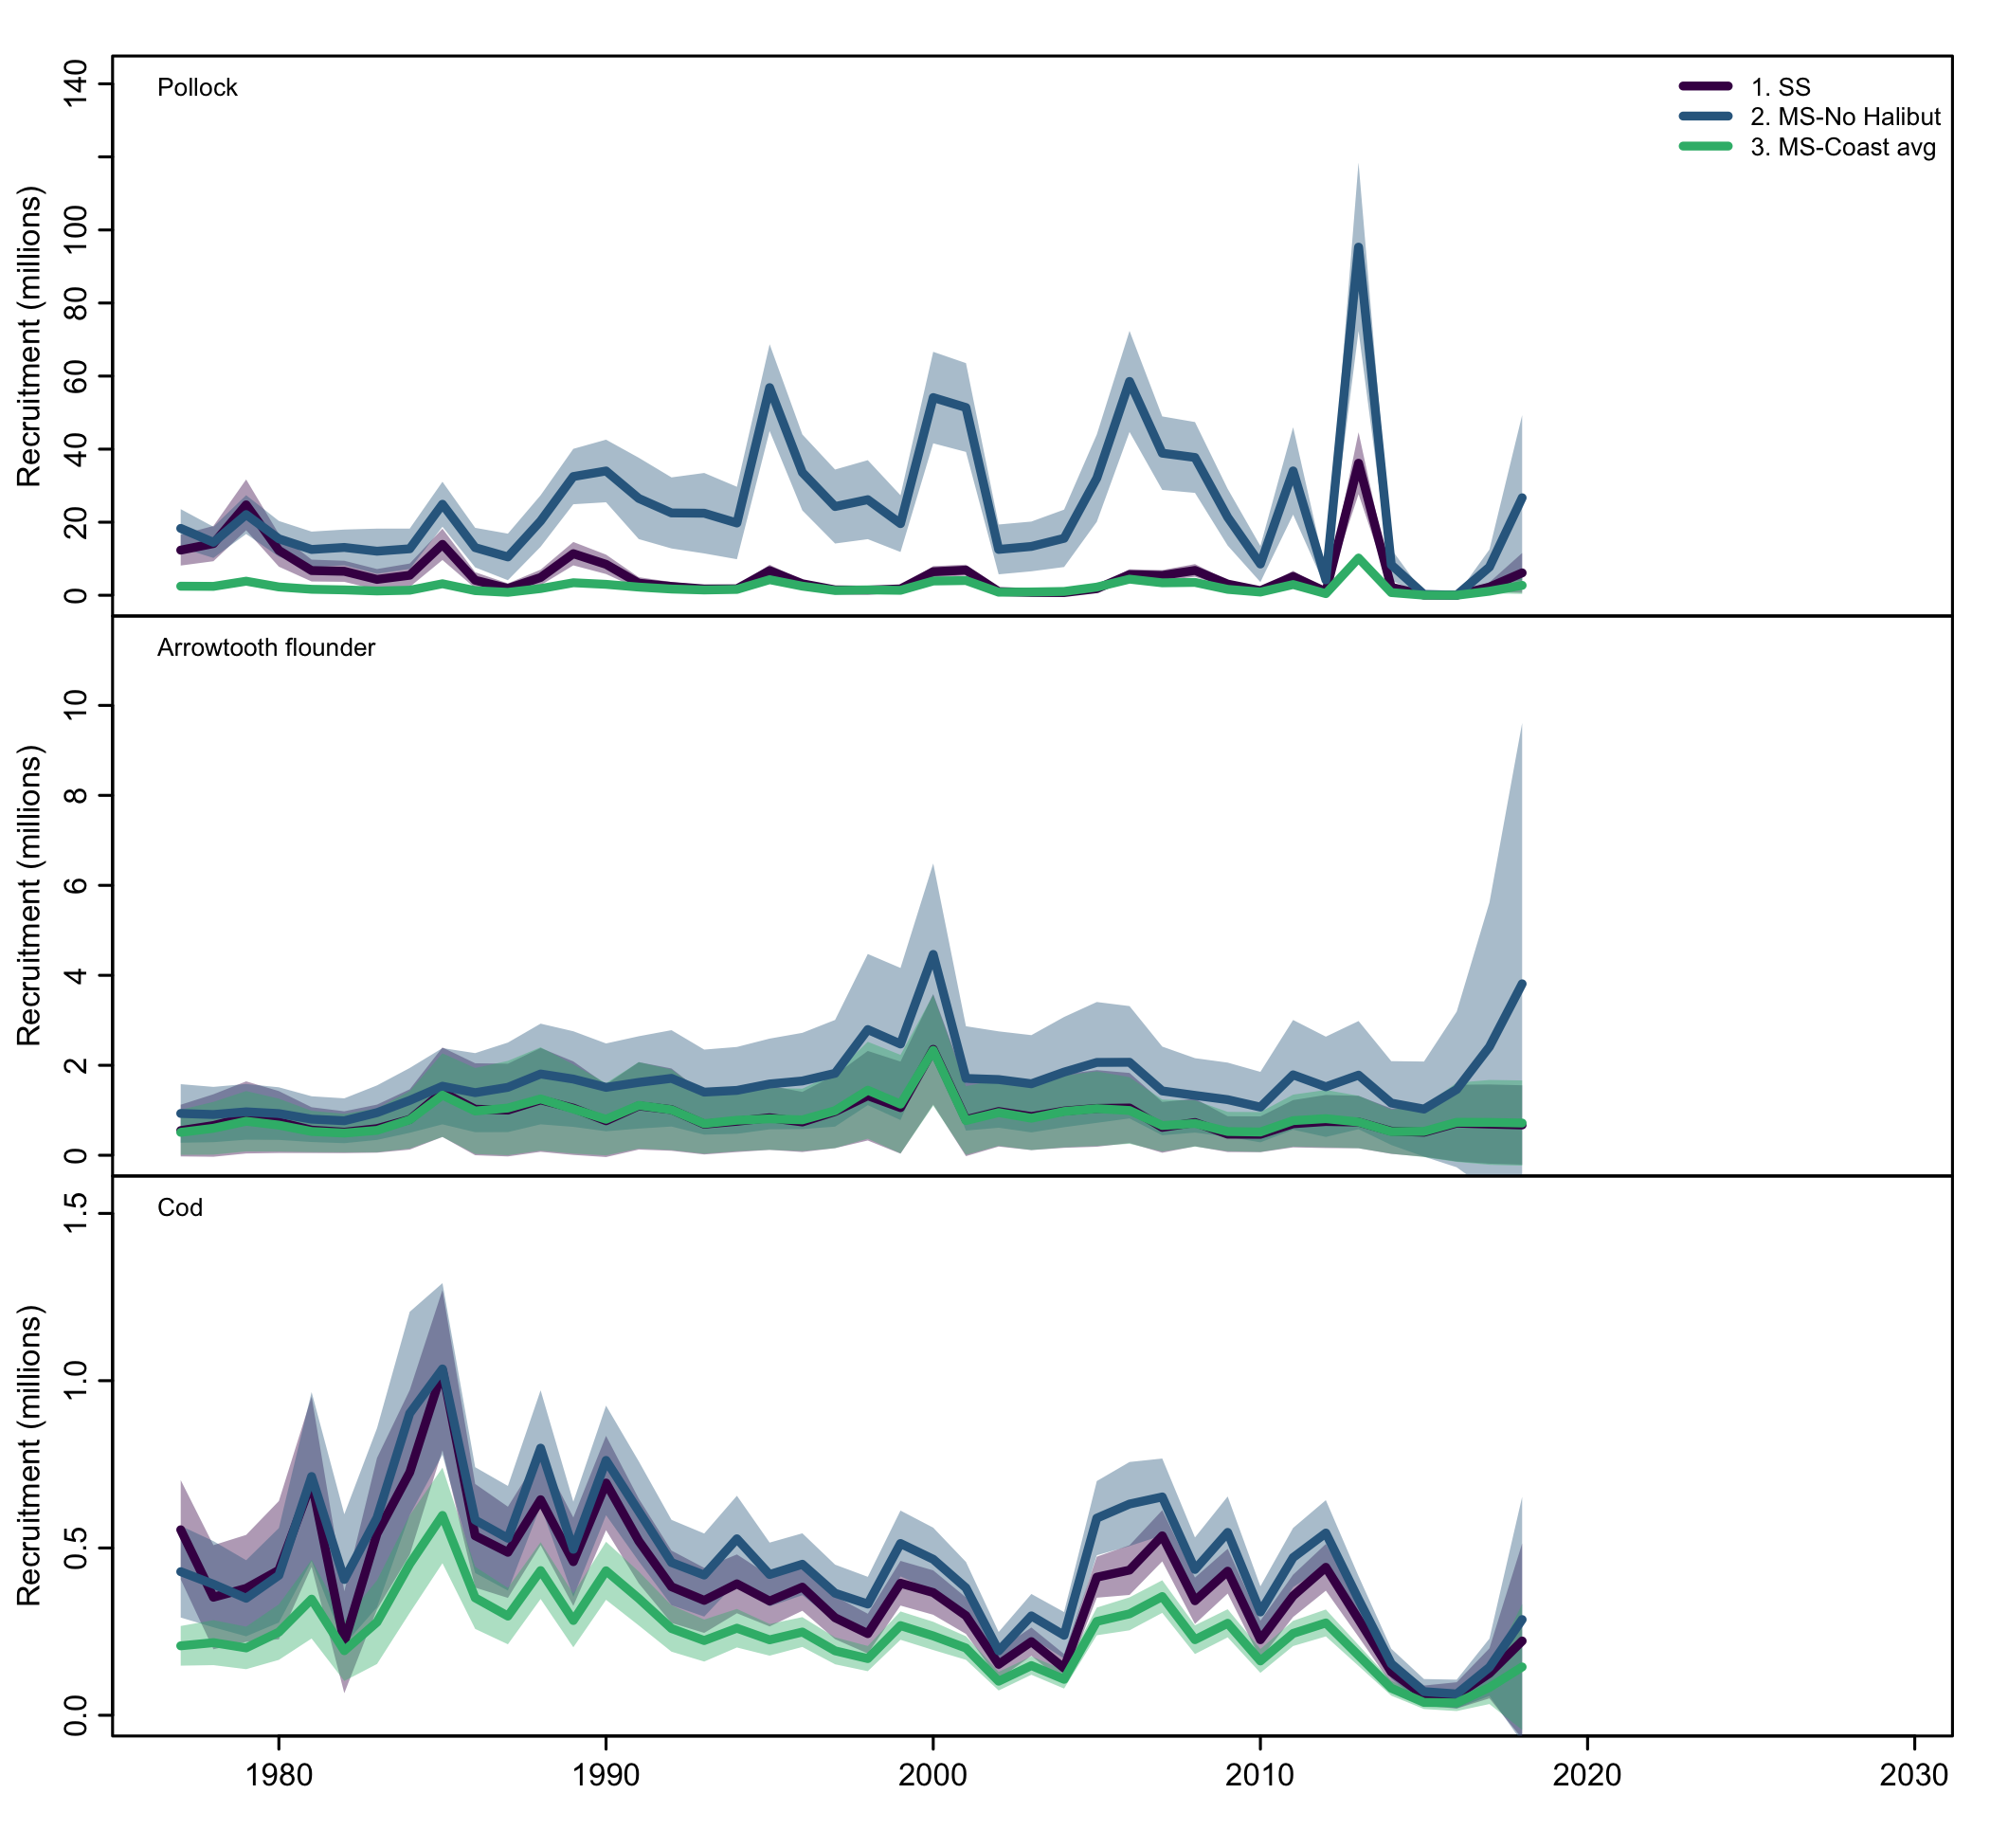 Pollock
1. SS
2. MS-No Halibut
3. MS-Coast avg
Recruitment (millions)
140
100
80
60
40
20
0
Arrowtooth flounder
Recruitment (millions)
10
8
6
4
2
0
Cod
Recruitment (millions)
1.5
1.0
0.5
0.0
1980 1990 2000 2010 2020 2030